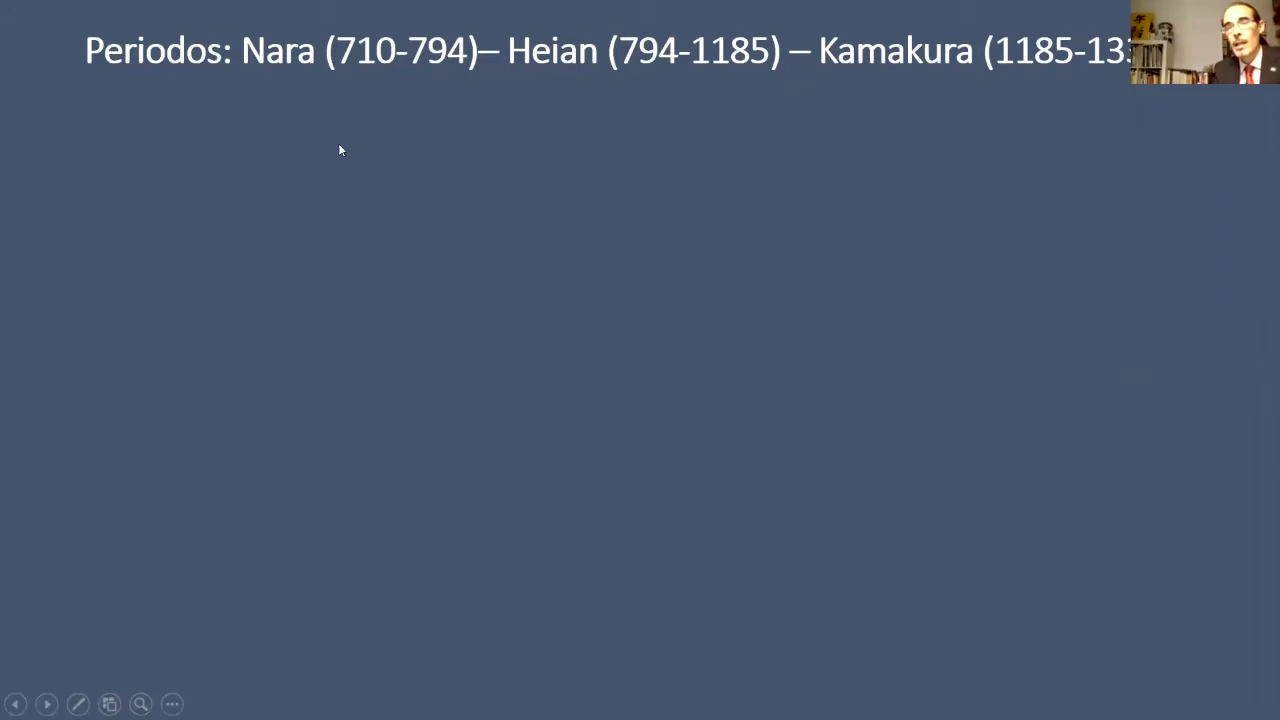 Periodos: Nara (710-794)– Heian (794-1185) – Kamakura (1185-13